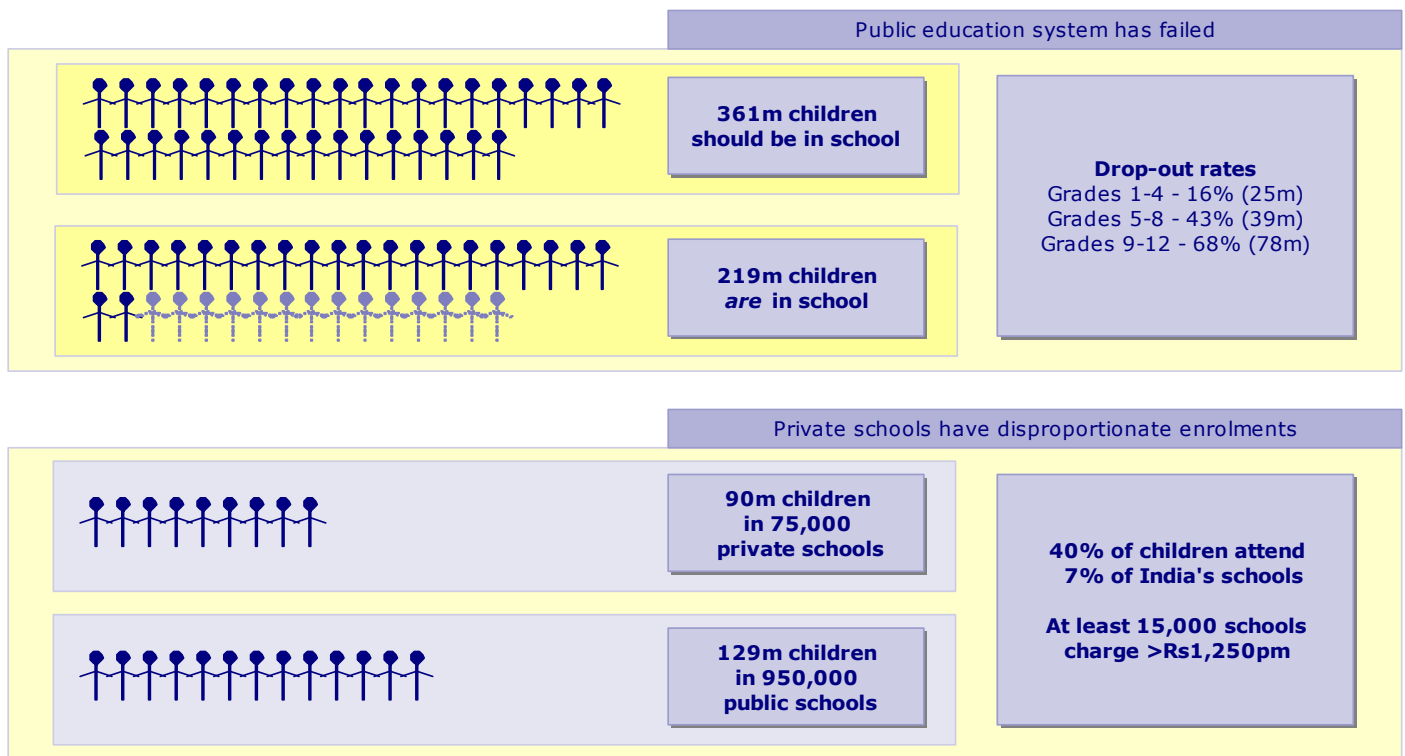 Public education system has failed
361m children
should be in school
Drop-out rates
Grades 1-4 - 16% (25m)
Grades 5-8 - 43% (39m)
Grades 9-12 - 68% (78m)
219m children
are in school
Private schools have disproportionate enrolments
90m children
in 75,000
private schools
40% of children attend
7% of India's schools
At least 15,000 schools
charge >Rs1,250pm
129m children
in 950,000
public schools